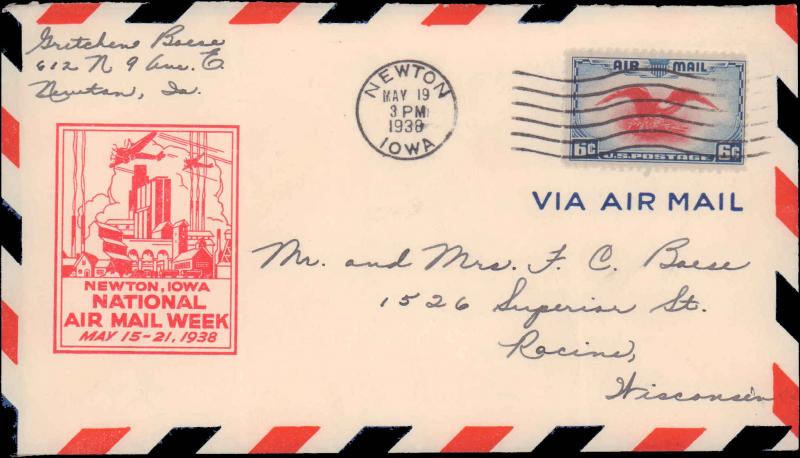 Gretchen Boese
612 N 9 Ave. E.
Newton, Ia.
NEWTON
MAY 19
3 PM
1938
IOWA
AIR MAIL
6¢ U.S. POSTAGE 6¢
VIA AIR MAIL
NEWTON, IOWA
NATIONAL
AIR MAIL WEEK
MAY 15-21, 1938
Mr. and Mrs. F. C. Boese
1526 Superior St.
Racine,
Wisconsin